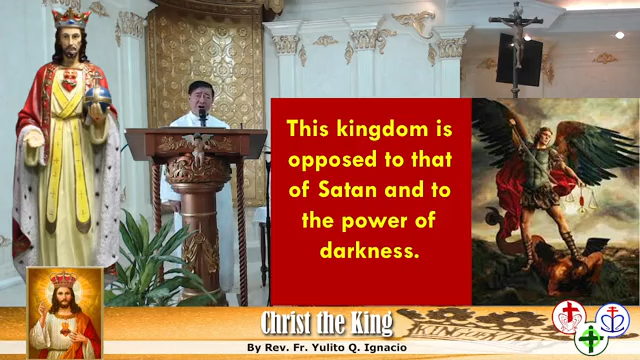 This kingdom is
opposed to that
of Satan and to
the power of
darkness.
Christ the King
By Rev. Fr. Yulito Q. Ignacio